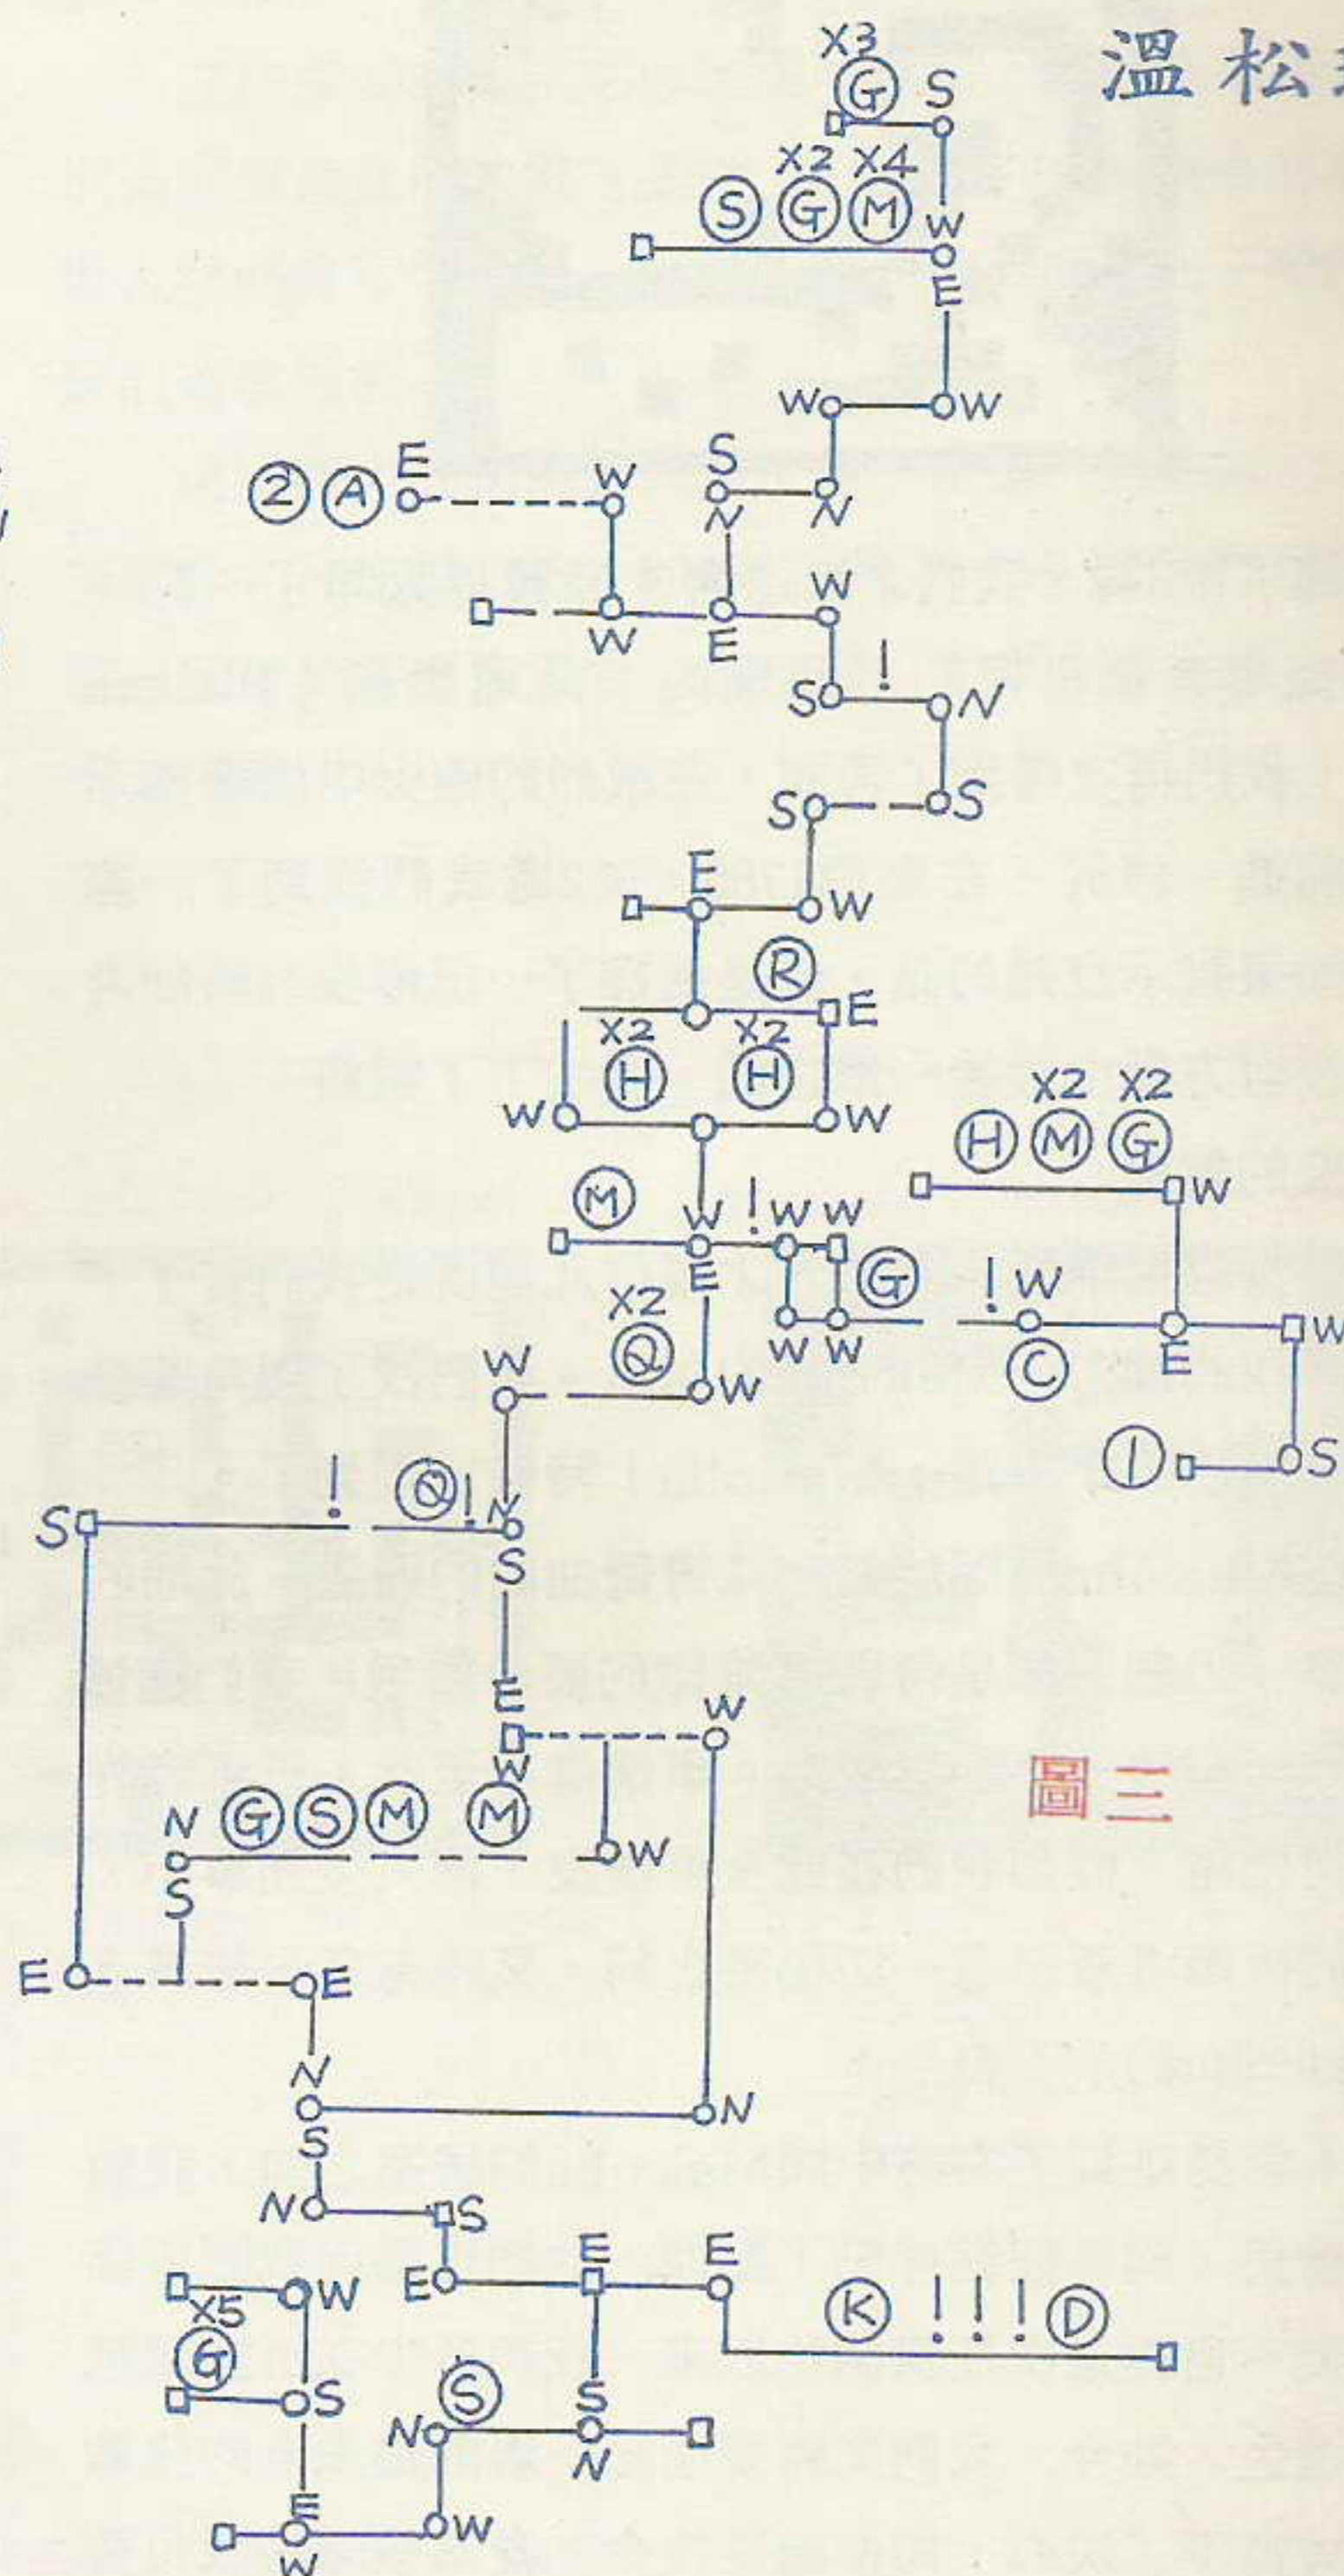 溫松
X3
Ⓖ S
X2 X4
Ⓢ Ⓖ Ⓜ W
E
W W
② Ⓐ E W S
N N
W
W E
!
S N
S S
E
W
Ⓡ
E
X2 X2
Ⓗ Ⓗ
W W
X2 X2
Ⓗ Ⓜ Ⓖ
W
Ⓜ W ! W W
E
Ⓖ ! W
X2
Ⓠ W W Ⓒ E W
W W
① S
! Ⓠ ! N
S
S
E W
W
圖三
N Ⓖ Ⓢ Ⓜ Ⓜ
W
S
E E
N
N
S
N S
E E E
W
X5
Ⓖ
Ⓚ ! ! ! Ⓓ
S
Ⓢ S
N N
E W
W